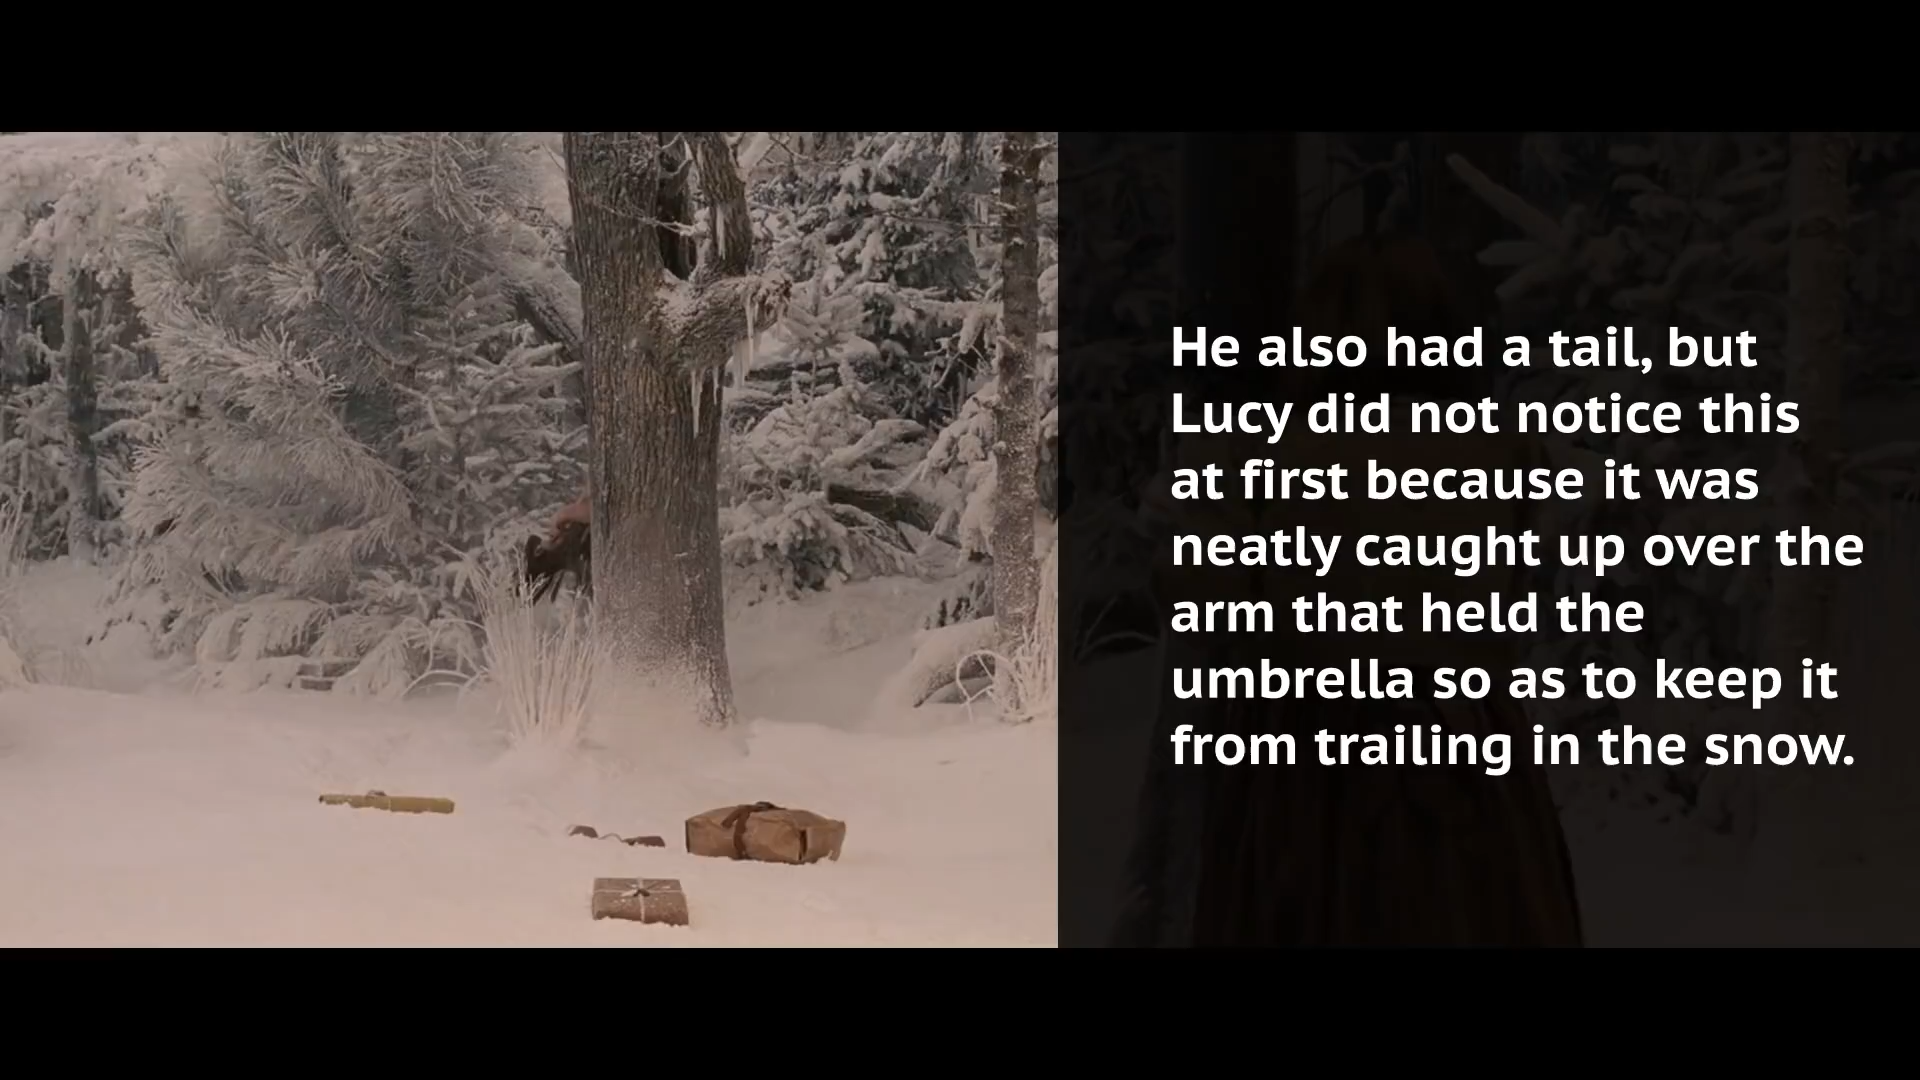 He also had a tail, but
Lucy did not notice this
at first because it was
neatly caught up over the
arm that held the
umbrella so as to keep it
from trailing in the snow.